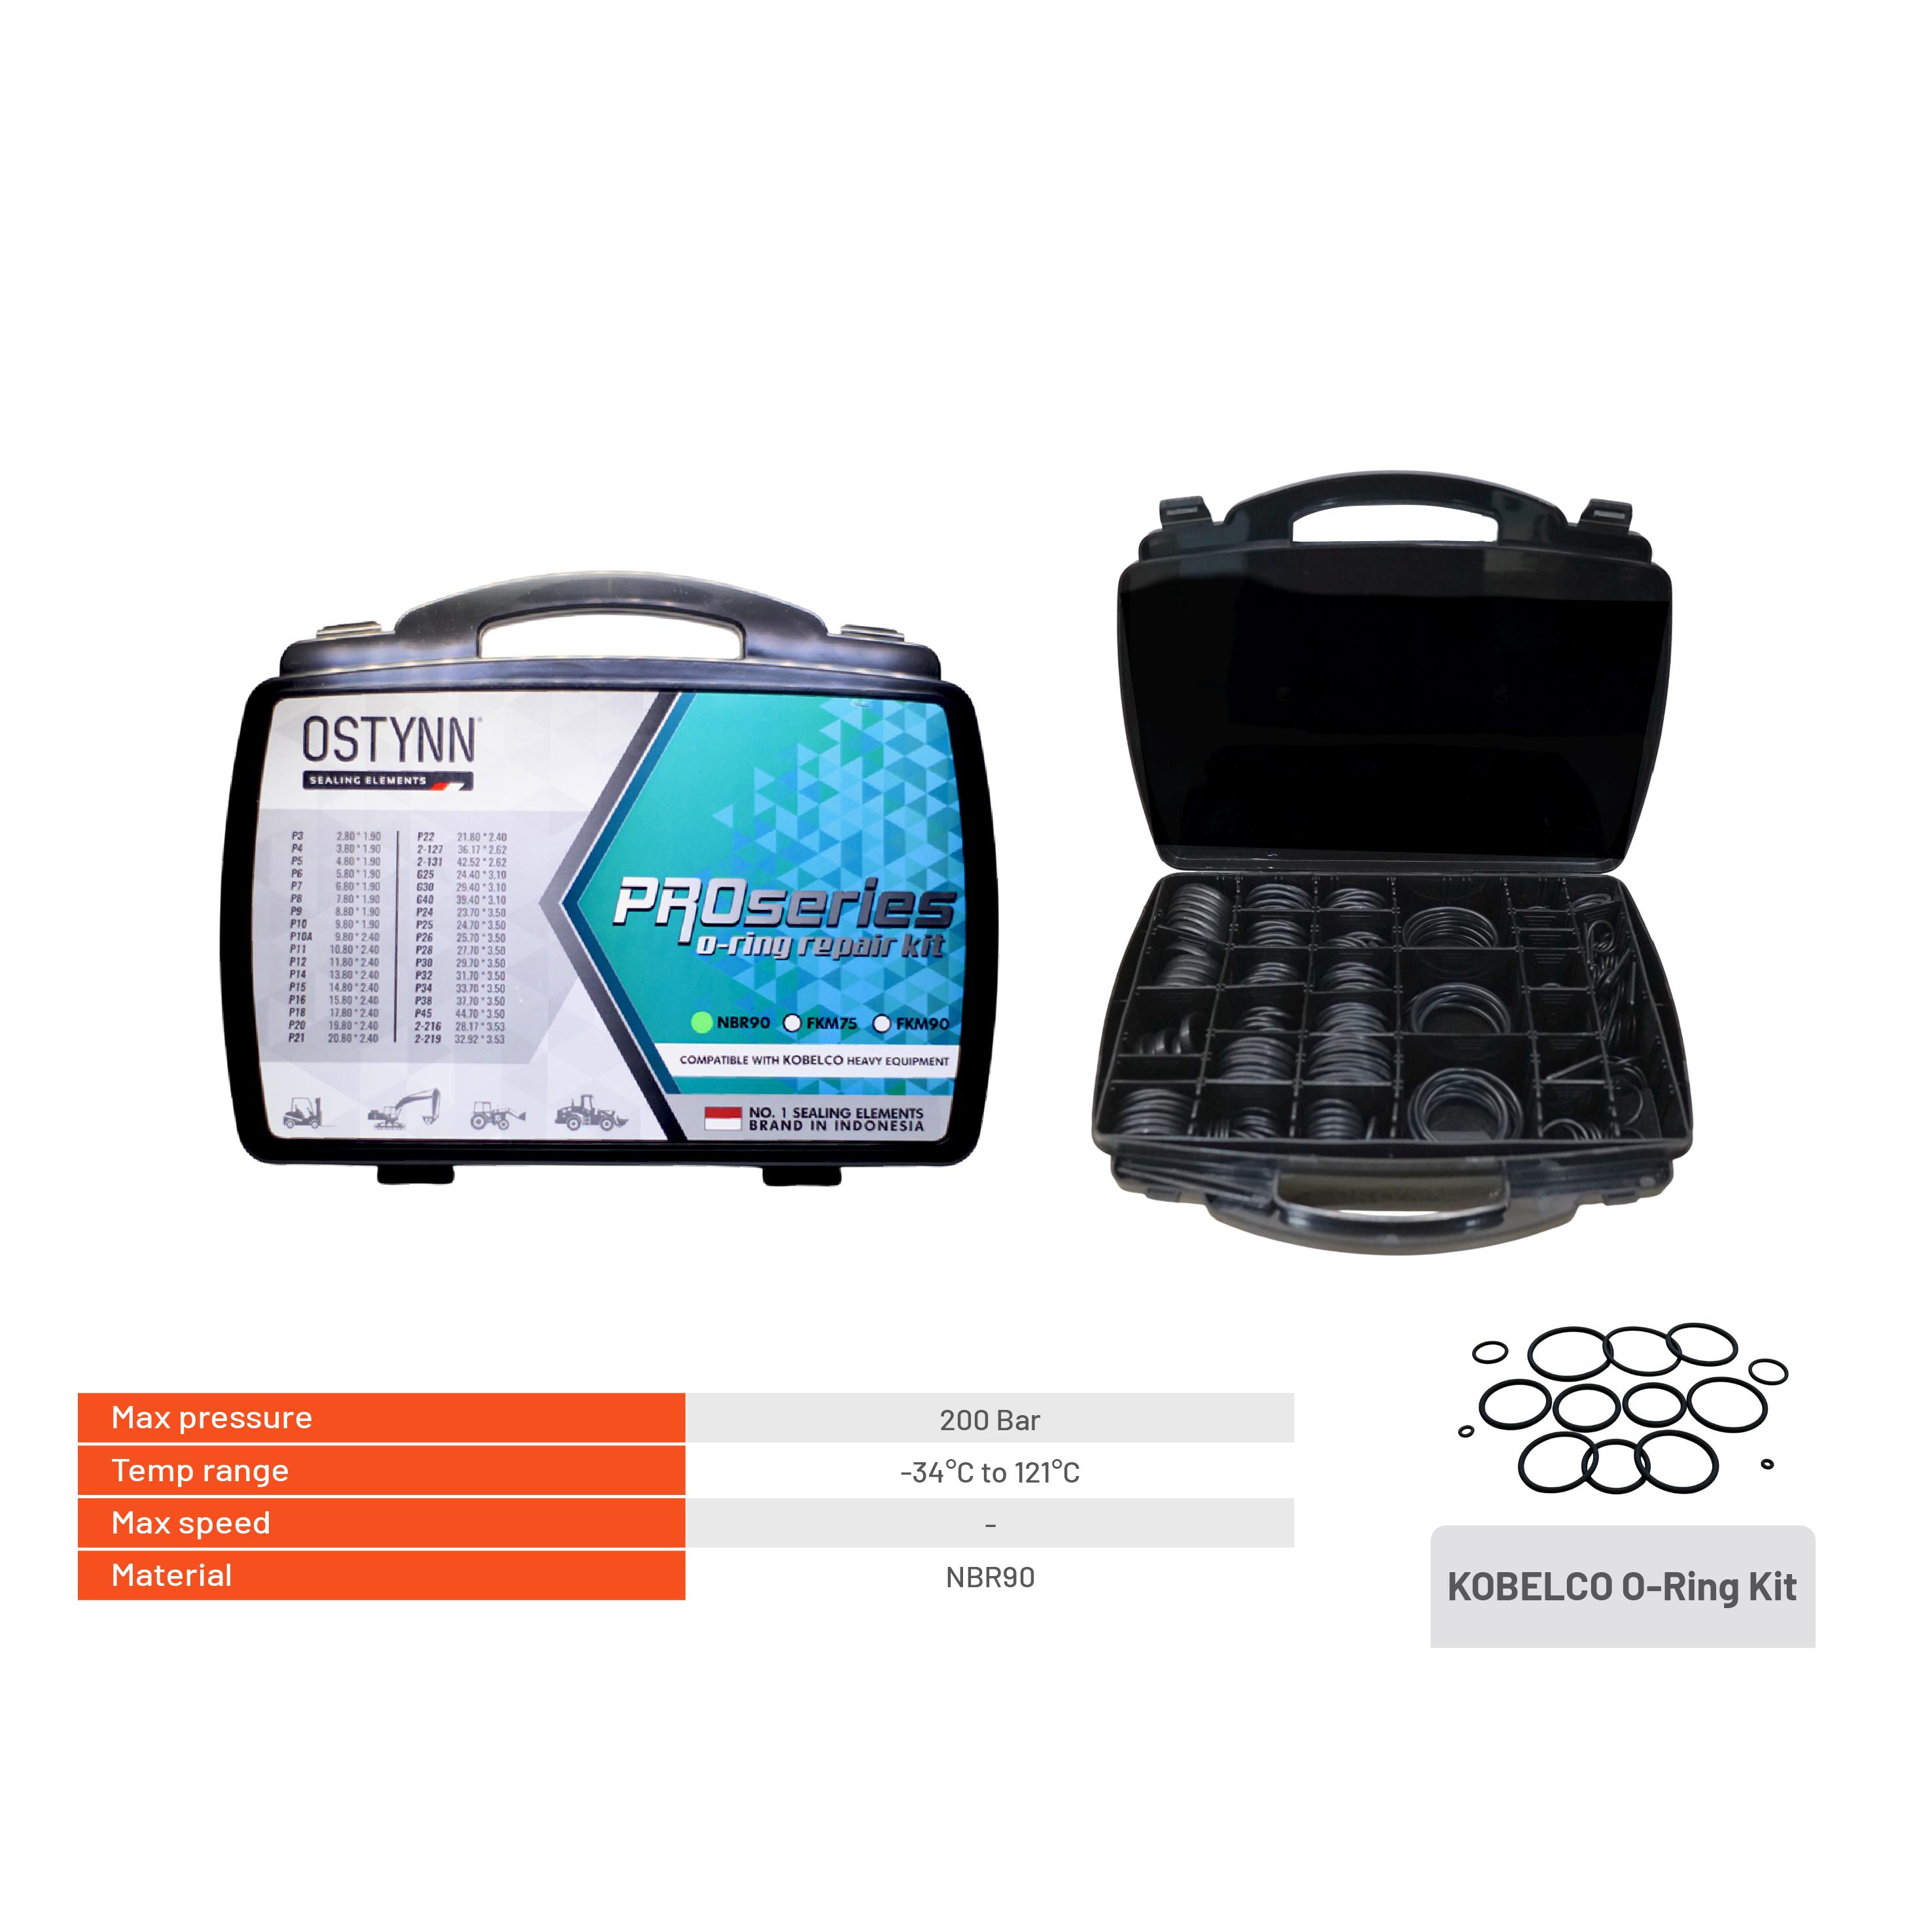 OSTYNN®
SEALING ELEMENTS
P3 2.80 * 1.90
P4 3.80 * 1.90
P5 4.80 * 1.90
P6 5.80 * 1.90
P7 6.80 * 1.90
P8 7.80 * 1.90
P9 8.80 * 1.90
P10 9.80 * 1.90
P10A 9.80 * 2.40
P11 10.80 * 2.40
P12 11.80 * 2.40
P14 13.80 * 2.40
P15 14.80 * 2.40
P16 15.80 * 2.40
P18 17.80 * 2.40
P20 19.80 * 2.40
P21 20.80 * 2.40
P22 21.80 * 2.40
2-127 36.17 * 2.62
2-131 42.52 * 2.62
G25 24.40 * 3.10
G30 29.40 * 3.10
G40 39.40 * 3.10
P24 23.70 * 3.50
P25 24.70 * 3.50
P26 25.70 * 3.50
P28 27.70 * 3.50
P30 29.70 * 3.50
P32 31.70 * 3.50
P34 33.70 * 3.50
P38 37.70 * 3.50
P45 44.70 * 3.50
2-216 28.17 * 3.53
2-219 32.92 * 3.53
PROseries
o-ring repair kit
NBR90 FKM75 FKM90
COMPATIBLE WITH KOBELCO HEAVY EQUIPMENT
NO. 1 SEALING ELEMENTS
BRAND IN INDONESIA
Max pressure 200 Bar
Temp range -34°C to 121°C
Max speed -
Material NBR90
KOBELCO O-Ring Kit